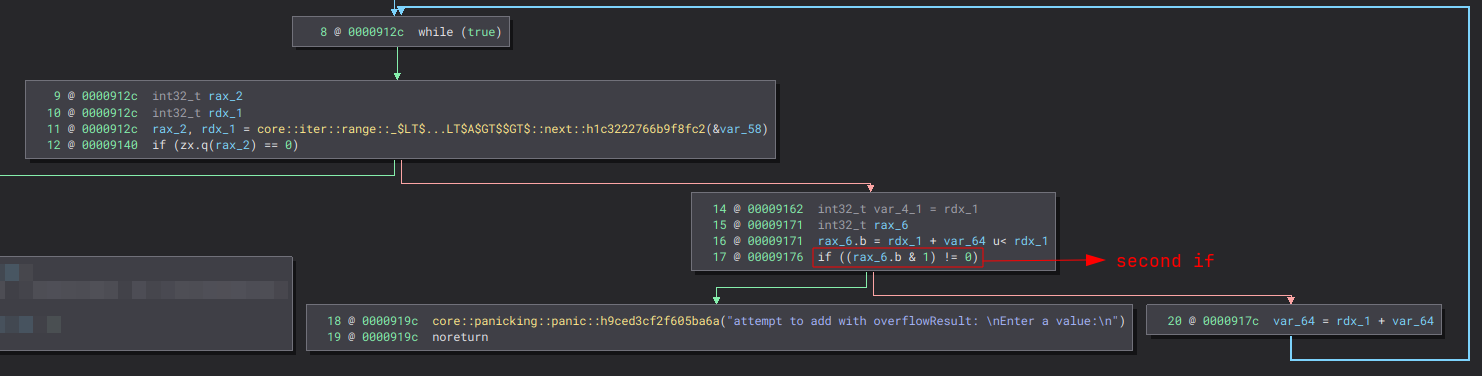 8 @ 0000912c while (true)
9 @ 0000912c int32_t rax_2
10 @ 0000912c int32_t rdx_1
11 @ 0000912c rax_2, rdx_1 = core::iter::range::_$LT$...LT$A$GT$$GT$::next::h1c3222766b9f8fc2(&var_58)
12 @ 00009140 if (zx.q(rax_2) == 0)
14 @ 00009162 int32_t var_4_1 = rdx_1
15 @ 00009171 int32_t rax_6
16 @ 00009171 rax_6.b = rdx_1 + var_64 u< rdx_1
17 @ 00009176 if ((rax_6.b & 1) != 0)
second if
18 @ 0000919c core::panicking::panic::h9ced3cf2f605ba6a("attempt to add with overflowResult: \nEnter a value:\n")
19 @ 0000919c noreturn
20 @ 0000917c var_64 = rdx_1 + var_64